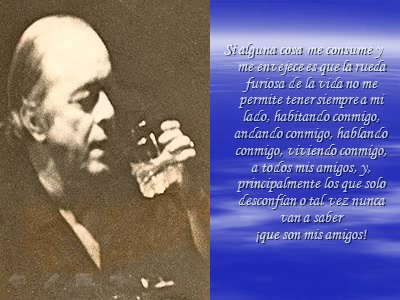 Si alguna cosa me consume y
me envejece es que la rueda
furiosa de la vida no me
permite tener siempre a mi
lado, habitando conmigo,
andando conmigo, hablando
conmigo, viviendo conmigo,
a todos mis amigos, y,
principalmente los que solo
desconfían o tal vez nunca
van a saber
¡que son mis amigos!